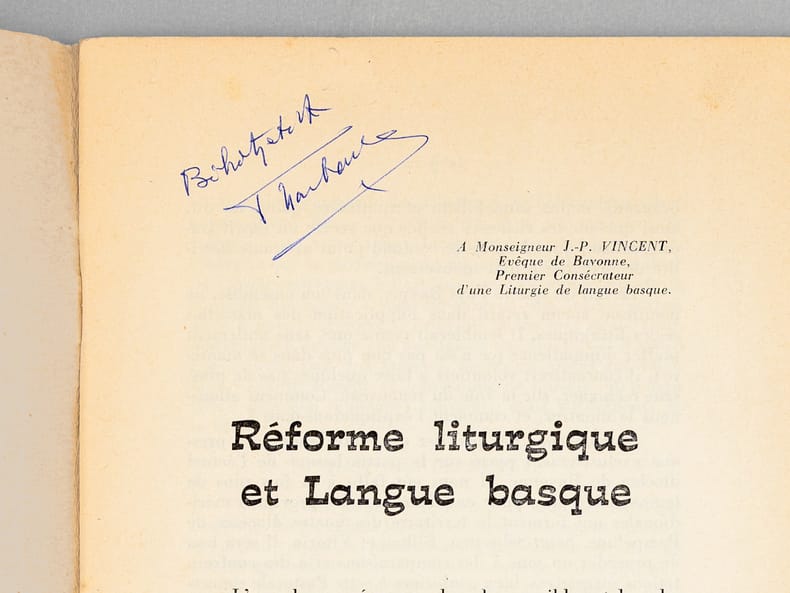 Bihotzetik
A Monseigneur J.-P. VINCENT,
Evêque de Bayonne,
Premier Consécrateur
d'une Liturgie de langue basque.
Réforme liturgique
et Langue basque